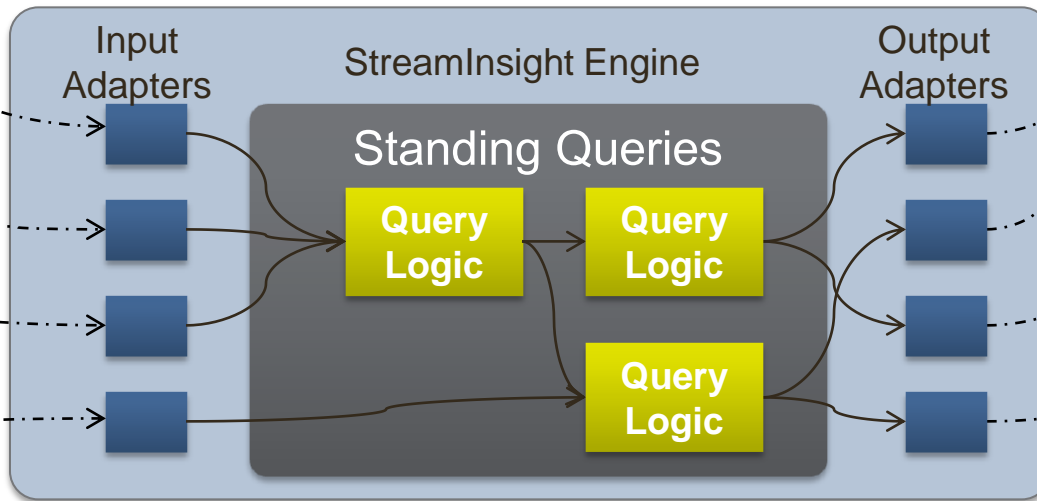 Input
Adapters
StreamInsight Engine
Output
Adapters
Standing Queries
Query
Logic
Query
Logic
Query
Logic